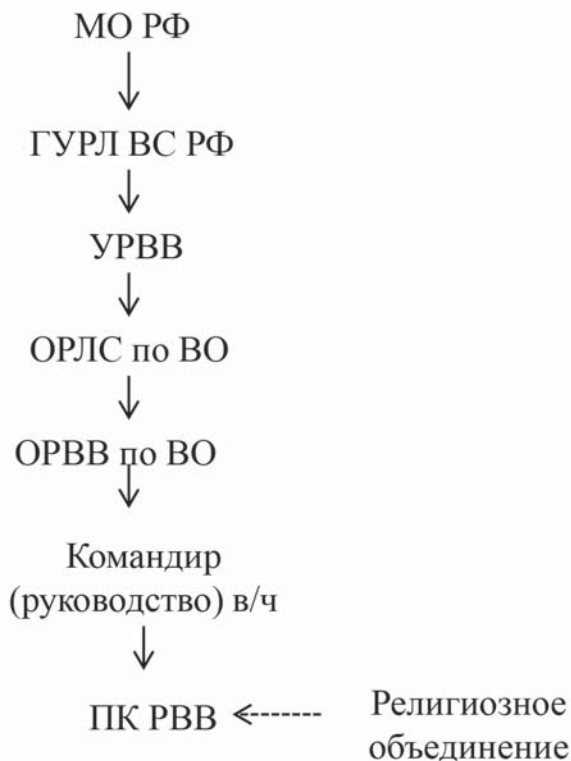 МО РФ
ГУРЛ ВС РФ
УРВВ
ОРЛС по ВО
ОРВВ по ВО
Командир
(руководство) в/ч
ПК РВВ
Религиозное
объединение